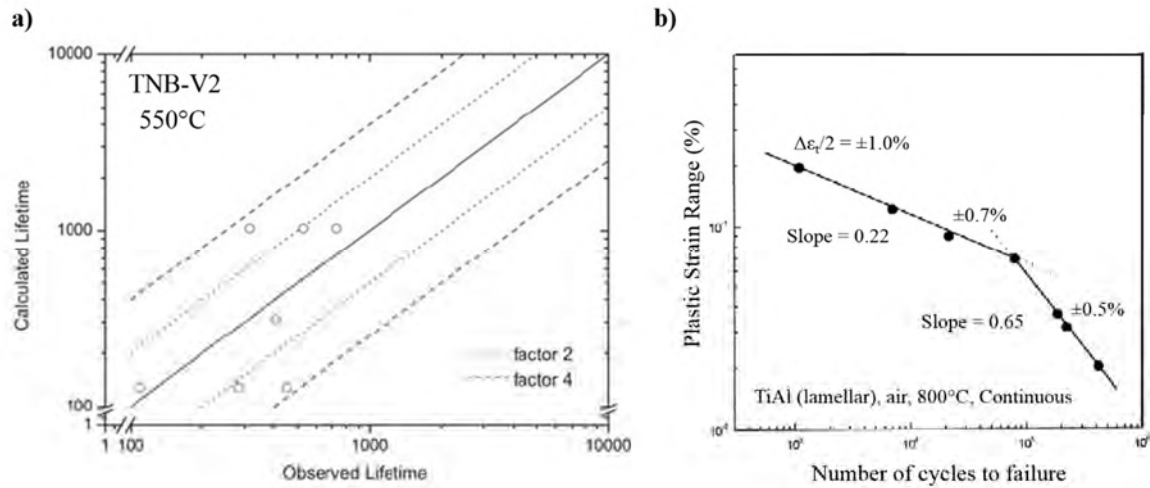 a)
10000
TNB-V2
550°C
1000
Calculated Lifetime
factor 2
factor 4
100
1
1 100 1000 10000
Observed Lifetime
b)
Δεt/2 = ±1.0%
±0.7%
Slope = 0.22
Plastic Strain Range (%)
±0.5%
Slope = 0.65
TiAl (lamellar), air, 800°C, Continuous
Number of cycles to failure